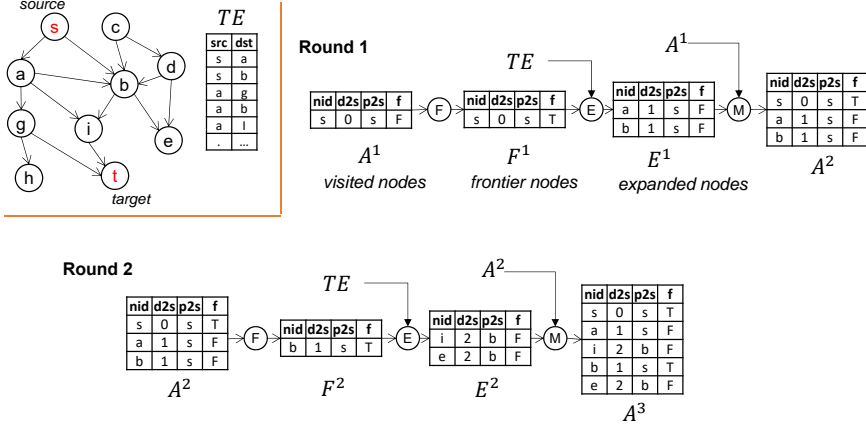 source
s
c
a
b
d
g
i
e
h
t
target
TE
src dst
s a
s b
a g
a b
a I
. ...
Round 1
TE
A¹
nid d2s p2s f
s 0 s F
A¹
visited nodes
F
nid d2s p2s f
s 0 s T
F¹
frontier nodes
E
nid d2s p2s f
a 1 s F
b 1 s F
E¹
expanded nodes
M
nid d2s p2s f
s 0 s T
a 1 s F
b 1 s F
A²
Round 2
TE
A²
nid d2s p2s f
s 0 s T
a 1 s F
b 1 s F
A²
F
nid d2s p2s f
b 1 s T
F²
E
nid d2s p2s f
i 2 b F
e 2 b F
E²
M
nid d2s p2s f
s 0 s T
a 1 s F
i 2 b F
b 1 s T
e 2 b F
A³